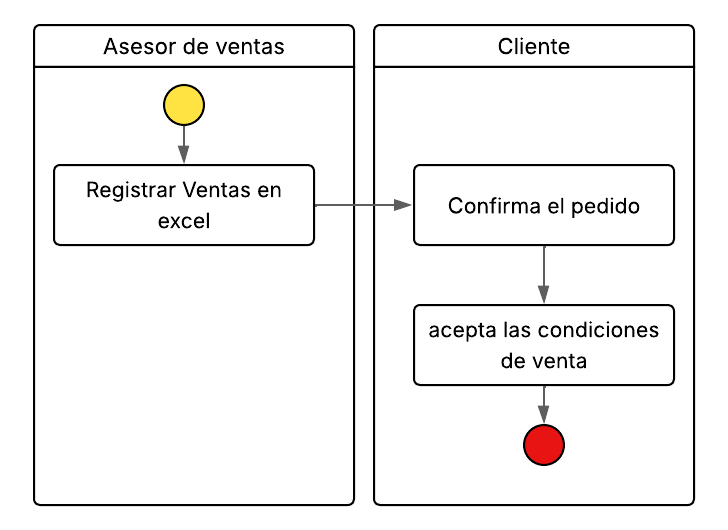 Asesor de ventas
Cliente
Registrar Ventas en
excel
Confirma el pedido
acepta las condiciones
de venta